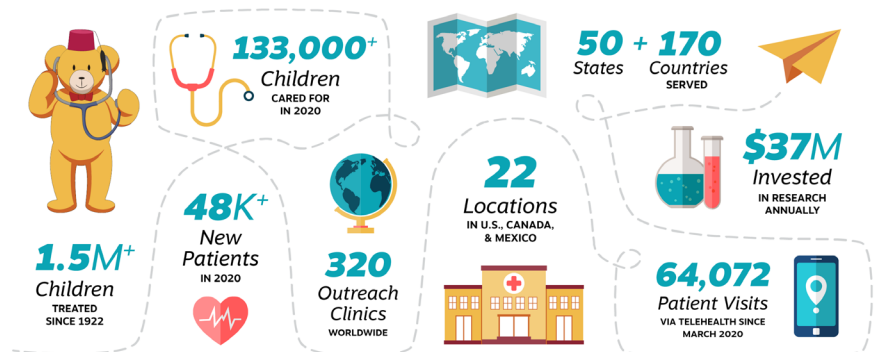 133,000+
Children
CARED FOR
IN 2020
50 + 170
States Countries
SERVED
$37M
Invested
IN RESEARCH
ANNUALLY
22
Locations
IN U.S., CANADA,
& MEXICO
48K+
New
Patients
IN 2020
1.5M+
Children
TREATED
SINCE 1922
320
Outreach
Clinics
WORLDWIDE
64,072
Patient Visits
VIA TELEHEALTH SINCE
MARCH 2020